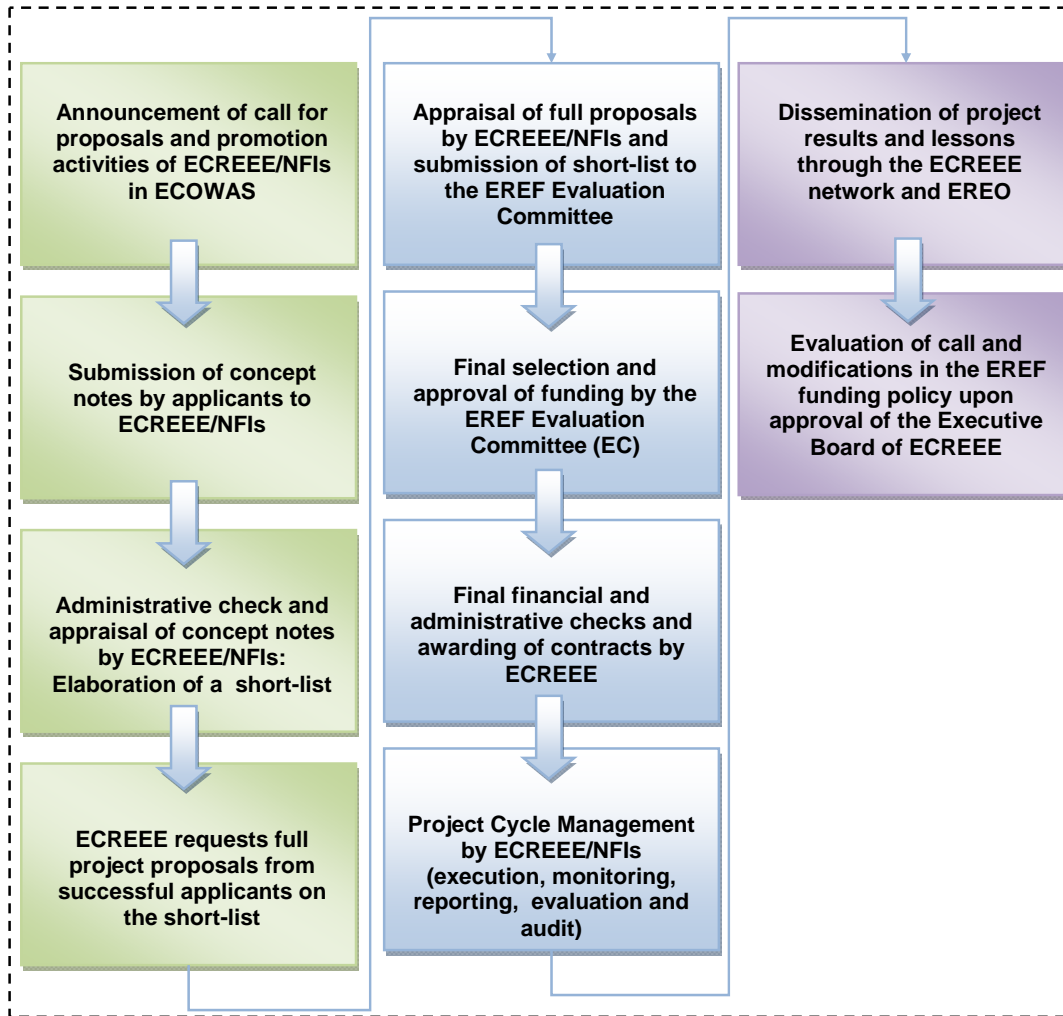 Announcement of call for
proposals and promotion
activities of ECREEE/NFIs
in ECOWAS
Submission of concept
notes by applicants to
ECREEE/NFIs
Administrative check and
appraisal of concept notes
by ECREEE/NFIs:
Elaboration of a short-list
ECREEE requests full
project proposals from
successful applicants on
the short-list
Appraisal of full proposals
by ECREEE/NFIs and
submission of short-list to
the EREF Evaluation
Committee
Final selection and
approval of funding by the
EREF Evaluation
Committee (EC)
Final financial and
administrative checks and
awarding of contracts by
ECREEE
Project Cycle Management
by ECREEE/NFIs
(execution, monitoring,
reporting, evaluation and
audit)
Dissemination of project
results and lessons
through the ECREEE
network and EREO
Evaluation of call and
modifications in the EREF
funding policy upon
approval of the Executive
Board of ECREEE